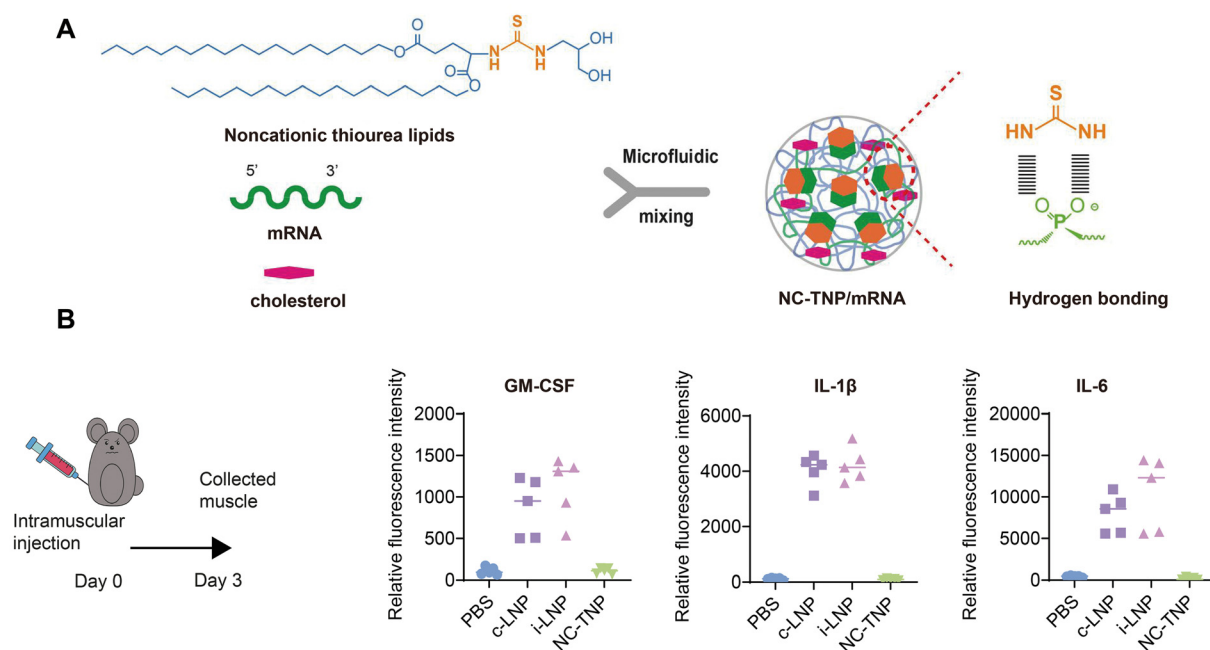 A
O
O
O
O
S
N
H
N
H
OH
OH
Noncationic thiourea lipids
5’ 3’
mRNA
cholesterol
Microfluidic
mixing
NC-TNP/mRNA
S
HN NH
O O ⊖
P
Hydrogen bonding
B
Intramuscular
injection
Collected
muscle
Day 0 Day 3
GM-CSF
Relative fluorescence intensity
2000
1500
1000
500
0
PBS
c-LNP
i-LNP
NC-TNP
IL-1β
Relative fluorescence intensity
6000
4000
2000
0
PBS
c-LNP
i-LNP
NC-TNP
IL-6
Relative fluorescence intensity
20000
15000
10000
5000
0
PBS
c-LNP
i-LNP
NC-TNP